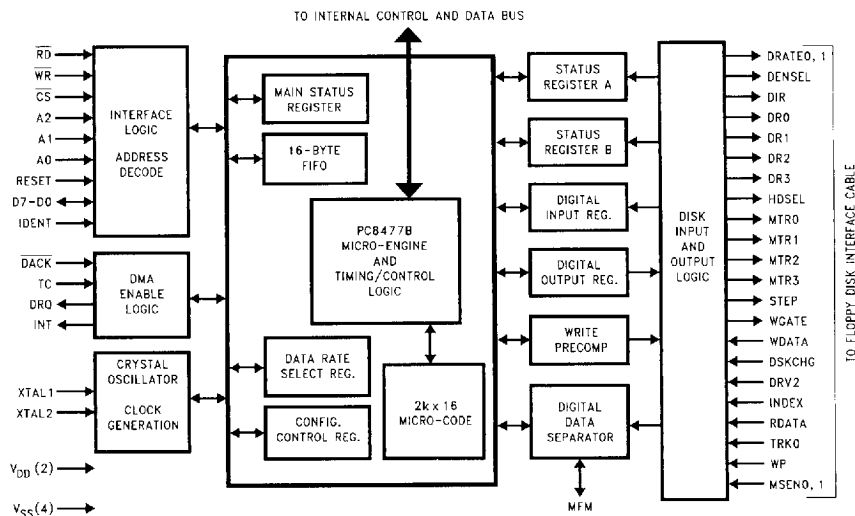 TO INTERNAL CONTROL AND DATA BUS
RD
WR
CS
A2
A1
A0
RESET
D7-D0
IDENT
INTERFACE
LOGIC
ADDRESS
DECODE
DACK
TC
DRQ
INT
DMA
ENABLE
LOGIC
XTAL1
XTAL2
CRYSTAL
OSCILLATOR
CLOCK
GENERATION
VDD(2)
VSS(4)
MAIN STATUS
REGISTER
16-BYTE
FIFO
PC8477B
MICRO-ENGINE
AND
TIMING/CONTROL
LOGIC
DATA RATE
SELECT REG.
CONFIG.
CONTROL REG.
2k x 16
MICRO-CODE
STATUS
REGISTER A
STATUS
REGISTER B
DIGITAL
INPUT REG.
DIGITAL
OUTPUT REG.
WRITE
PRECOMP
DIGITAL
DATA
SEPARATOR
MFM
DISK
INPUT
AND
OUTPUT
LOGIC
DRATE0, 1
DENSEL
DIR
DR0
DR1
DR2
DR3
HDSEL
MTR0
MTR1
MTR2
MTR3
STEP
WGATE
WDATA
DSKCHG
DRV2
INDEX
RDATA
TRK0
WP
MSEN0, 1
TO FLOPPY DISK INTERFACE CABLE